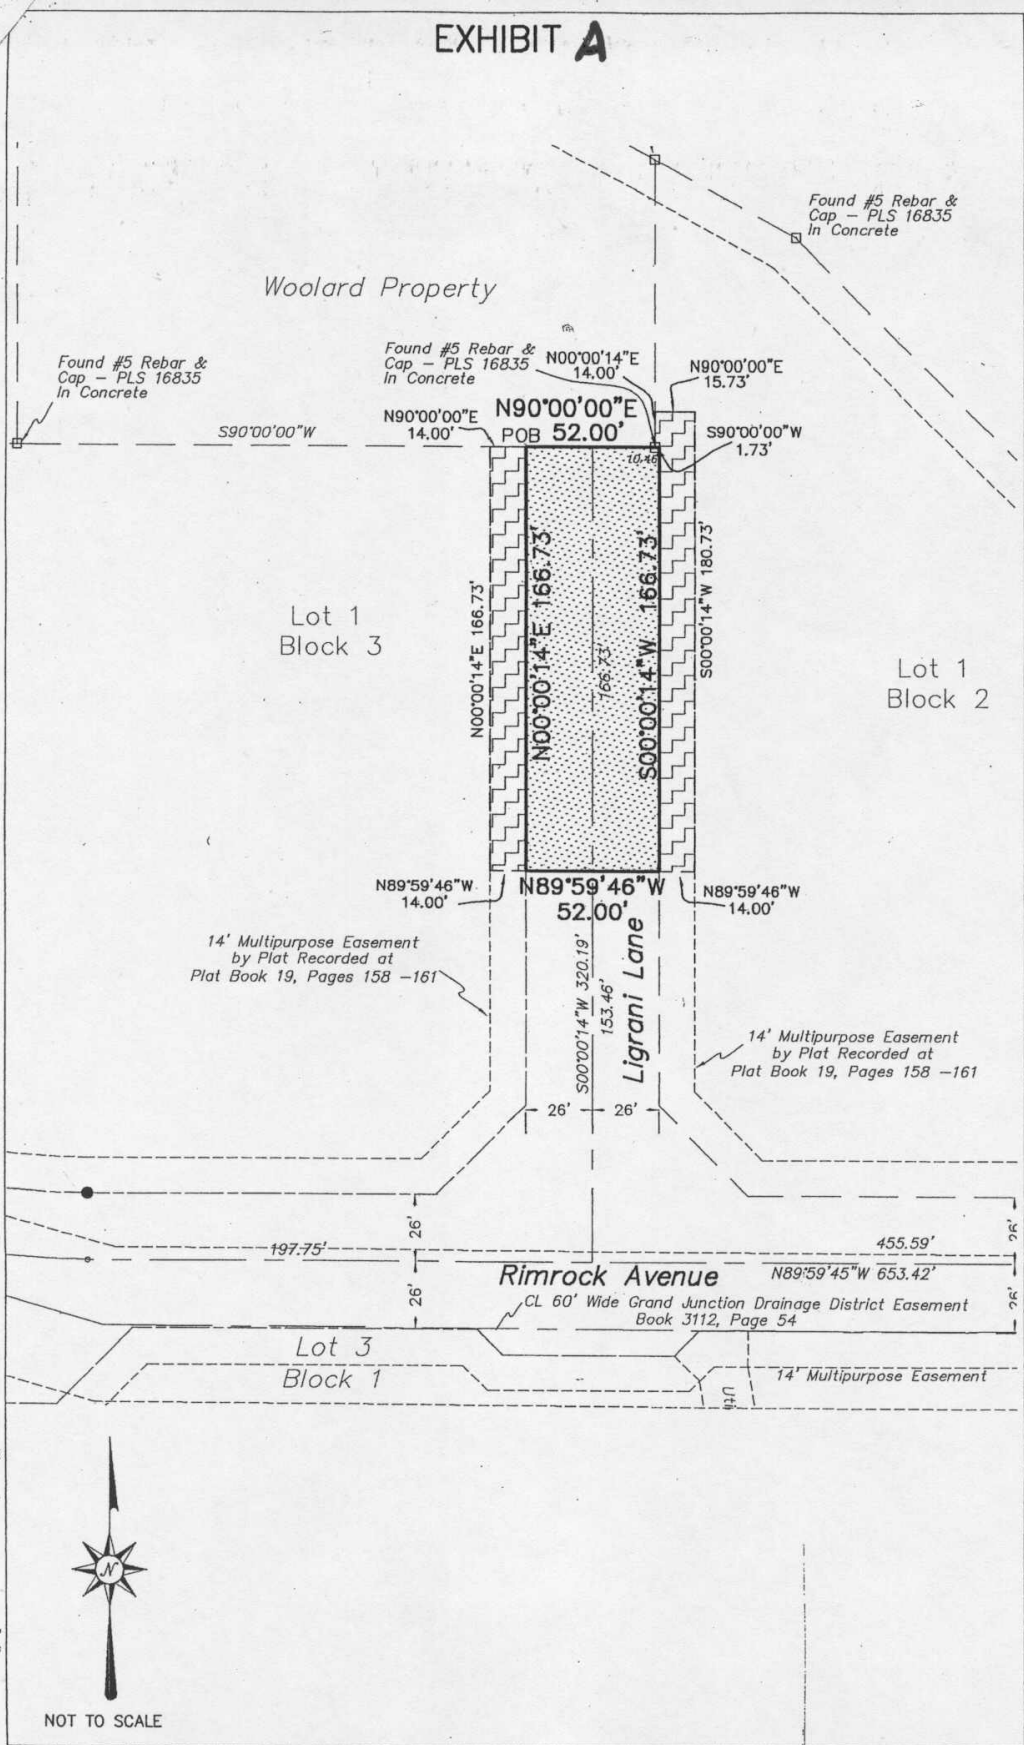 EXHIBIT A
Found #5 Rebar &
Cap – PLS 16835
In Concrete
Woolard Property
Found #5 Rebar &
Cap – PLS 16835
In Concrete
Found #5 Rebar &
Cap – PLS 16835
In Concrete
N00°00'14"E
14.00'
N90°00'00"E
15.73'
N90°00'00"E
14.00'
N90°00'00"E
POB 52.00'
S90°00'00"W
S90°00'00"W
1.73'
N00°00'14"E 166.73'
N00°00'14"E 166.73'
166.73'
S00°00'14"W 166.73'
S00°00'14"W 180.73'
Lot 1
Block 3
Lot 1
Block 2
N89°59'46"W
14.00'
N89°59'46"W
52.00'
N89°59'46"W
14.00'
14' Multipurpose Easement
by Plat Recorded at
Plat Book 19, Pages 158 –161
S00°00'14"W 320.19'
153.46'
Ligrani Lane
14' Multipurpose Easement
by Plat Recorded at
Plat Book 19, Pages 158 –161
26' 26'
26'
26'
197.75'
455.59'
26'
26'
Rimrock Avenue
N89°59'45"W 653.42'
CL 60' Wide Grand Junction Drainage District Easement
Book 3112, Page 54
Lot 3
Block 1
14' Multipurpose Easement
Uti
N
NOT TO SCALE